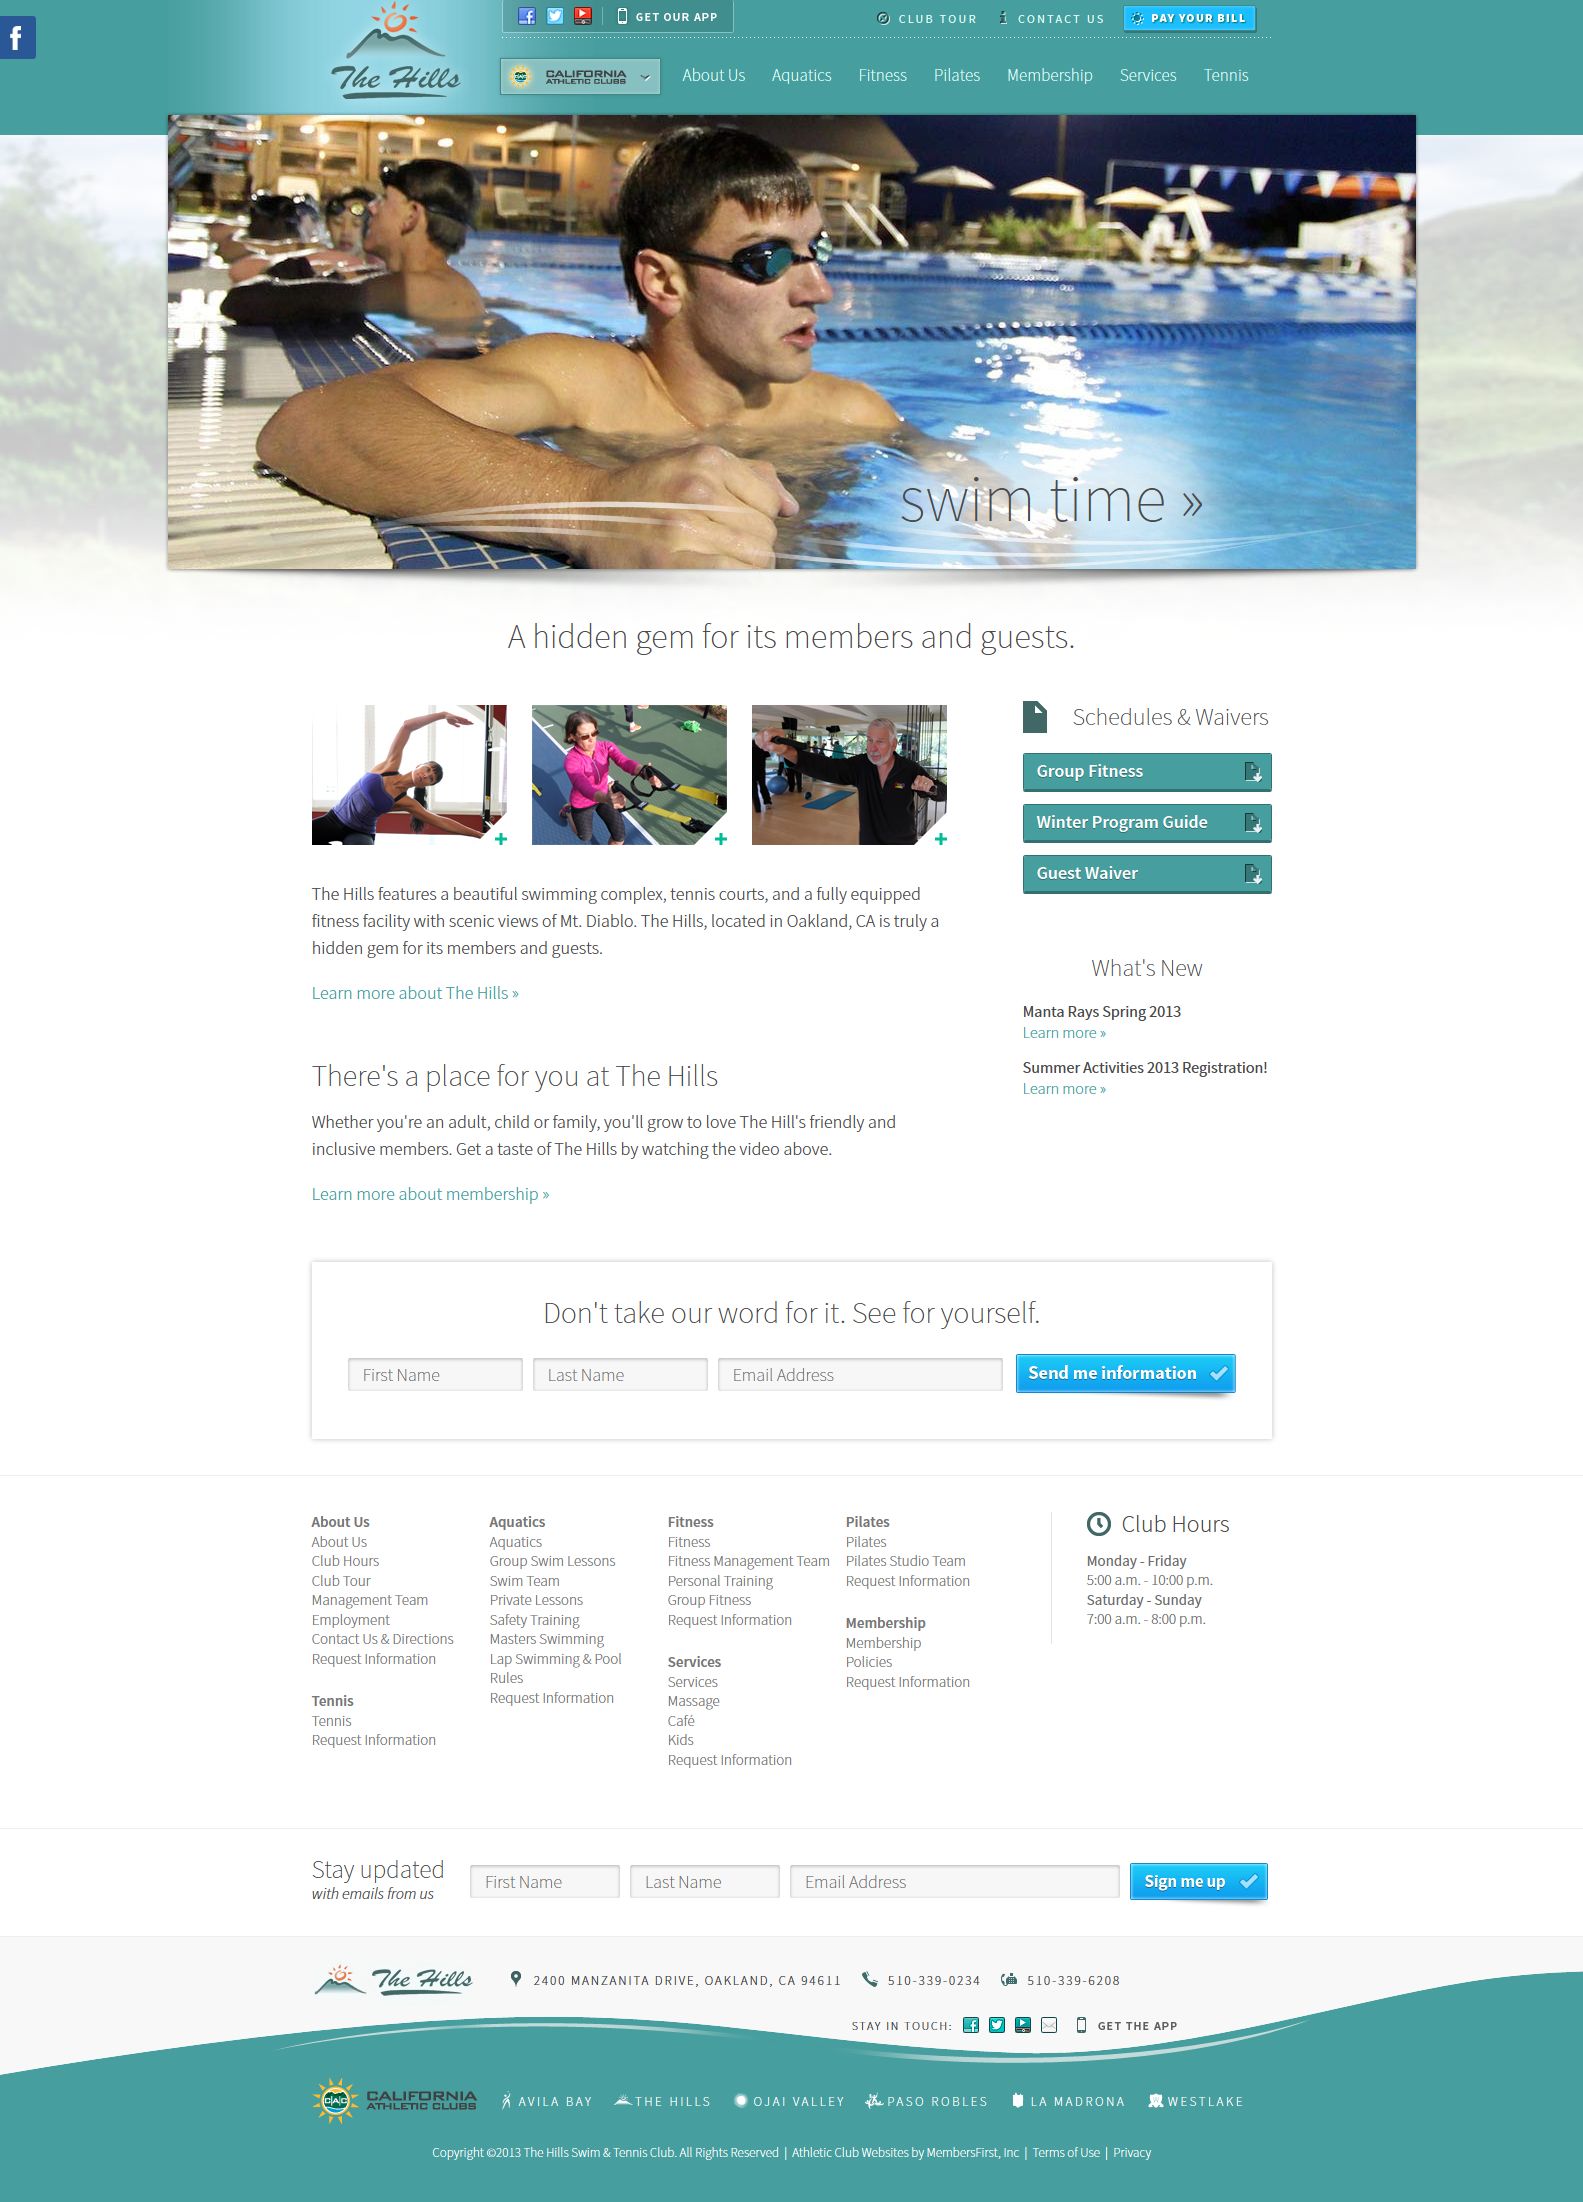 GET OUR APP
CLUB TOUR
CONTACT US
PAY YOUR BILL
The Hills
CALIFORNIA
ATHLETIC CLUBS
About Us
Aquatics
Fitness
Pilates
Membership
Services
Tennis
swim time »
A hidden gem for its members and guests.
The Hills features a beautiful swimming complex, tennis courts, and a fully equipped
fitness facility with scenic views of Mt. Diablo. The Hills, located in Oakland, CA is truly a
hidden gem for its members and guests.
Learn more about The Hills »
There's a place for you at The Hills
Whether you're an adult, child or family, you'll grow to love The Hill's friendly and
inclusive members. Get a taste of The Hills by watching the video above.
Learn more about membership »
Schedules & Waivers
Group Fitness
Winter Program Guide
Guest Waiver
What's New
Manta Rays Spring 2013
Learn more »
Summer Activities 2013 Registration!
Learn more »
Don't take our word for it. See for yourself.
First Name
Last Name
Email Address
Send me information
About Us
About Us
Club Hours
Club Tour
Management Team
Employment
Contact Us & Directions
Request Information
Tennis
Tennis
Request Information
Aquatics
Aquatics
Group Swim Lessons
Swim Team
Private Lessons
Safety Training
Masters Swimming
Lap Swimming & Pool
Rules
Request Information
Fitness
Fitness
Fitness Management Team
Personal Training
Group Fitness
Request Information
Services
Services
Massage
Café
Kids
Request Information
Pilates
Pilates
Pilates Studio Team
Request Information
Membership
Membership
Policies
Request Information
Club Hours
Monday - Friday
5:00 a.m. - 10:00 p.m.
Saturday - Sunday
7:00 a.m. - 8:00 p.m.
Stay updated
with emails from us
First Name
Last Name
Email Address
Sign me up
The Hills
2400 MANZANITA DRIVE, OAKLAND, CA 94611
510-339-0234
510-339-6208
STAY IN TOUCH:
GET THE APP
CAC
CALIFORNIA
ATHLETIC CLUBS
AVILA BAY
THE HILLS
OJAI VALLEY
PASO ROBLES
LA MADRONA
WESTLAKE
Copyright ©2013 The Hills Swim & Tennis Club. All Rights Reserved | Athletic Club Websites by MembersFirst, Inc | Terms of Use | Privacy